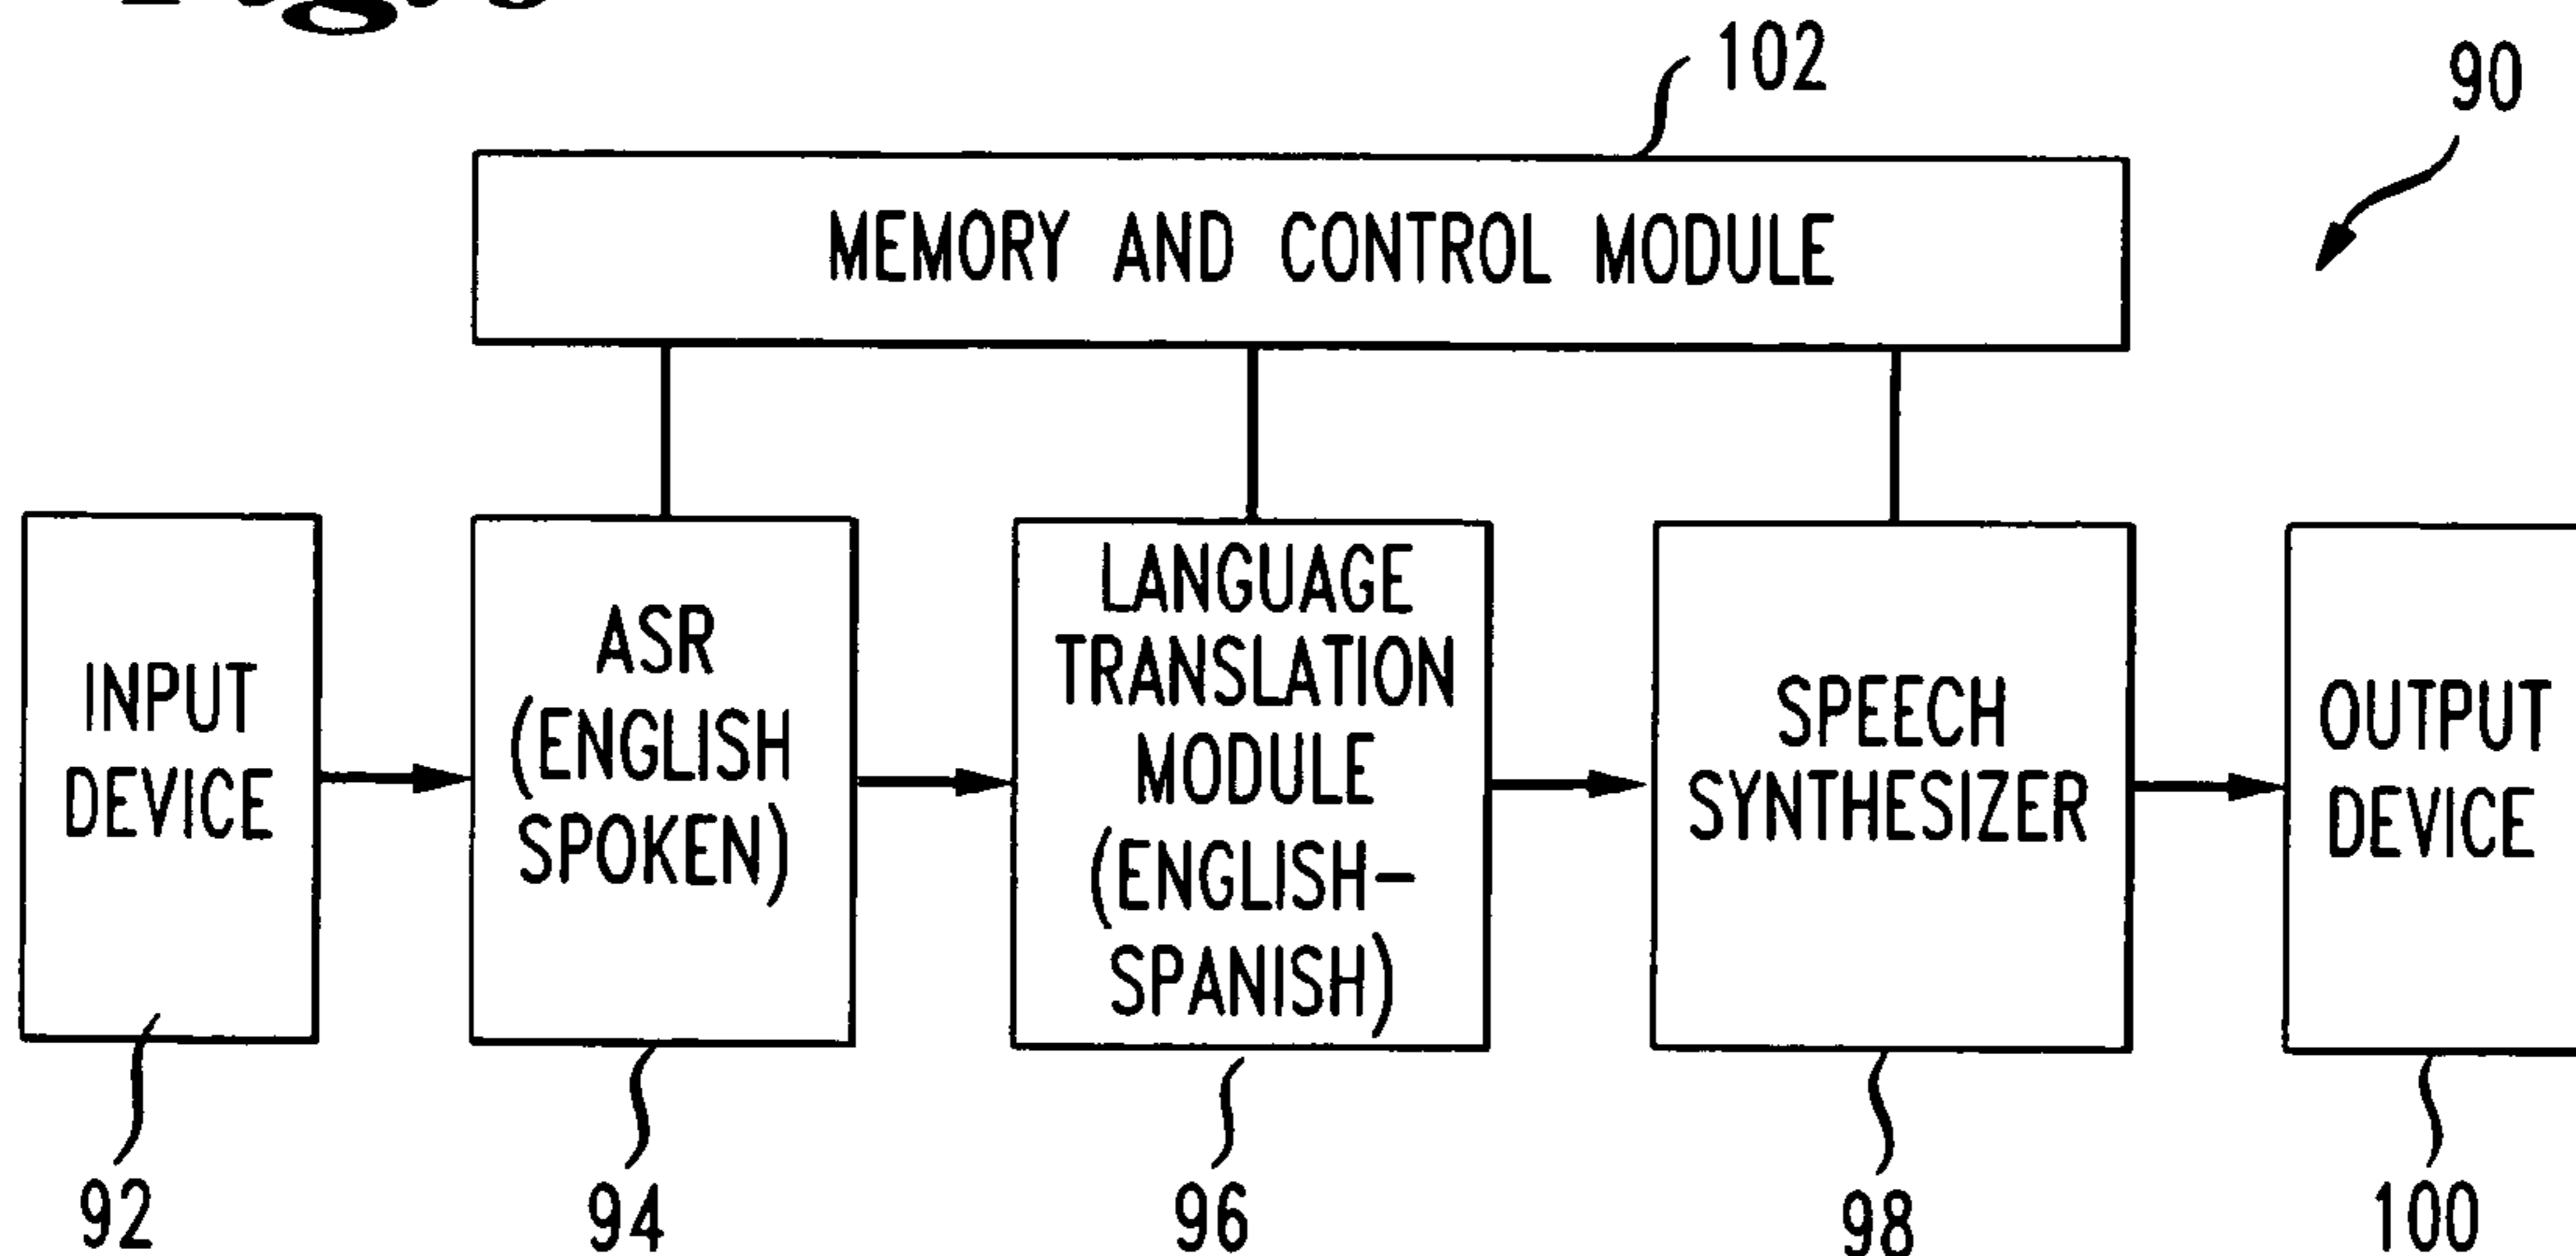 102
90
MEMORY AND CONTROL MODULE
INPUT
DEVICE
ASR
(ENGLISH
SPOKEN)
LANGUAGE
TRANSLATION
MODULE
(ENGLISH-
SPANISH)
SPEECH
SYNTHESIZER
OUTPUT
DEVICE
92
94
96
98
100